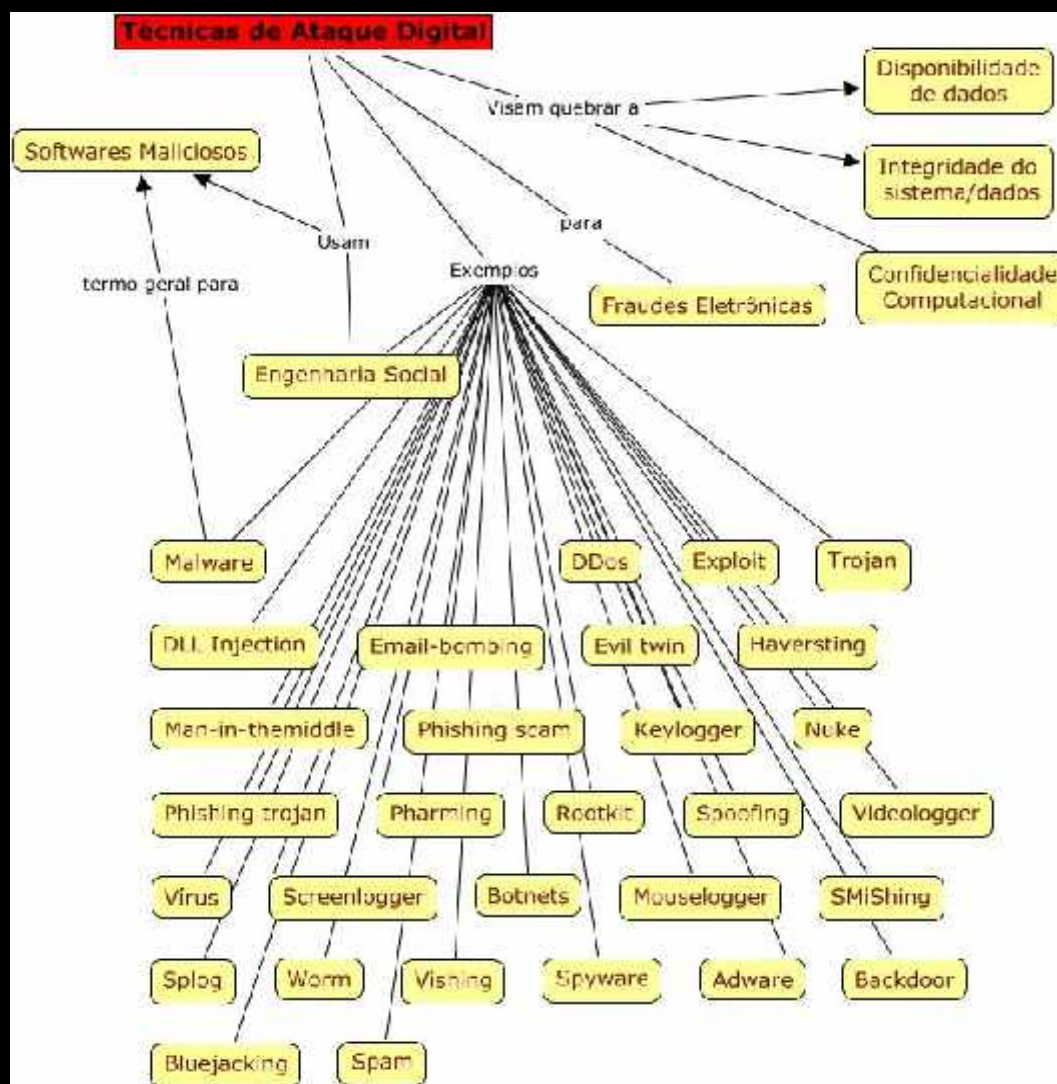 Técnicas de Ataque Digital
Disponibilidade
de dados
Visam quebrar a
Softwares Maliciosos
Integridade do
sistema/dados
para
Usam
Exemplos
termo geral para
Confidencialidade
Computacional
Fraudes Eletrônicas
Engenharia Social
Malware
DDos
Exploit
Trojan
DLL Injection
Email-bombing
Evil twin
Haversting
Man-in-themiddle
Phishing scam
Keylogger
Nuke
Phishing trojan
Pharming
Rootkit
Spoofing
Videologger
Vírus
Screenlogger
Botnets
Mouselogger
SMiShing
Splog
Worm
Vishing
Spyware
Adware
Backdoor
Bluejacking
Spam